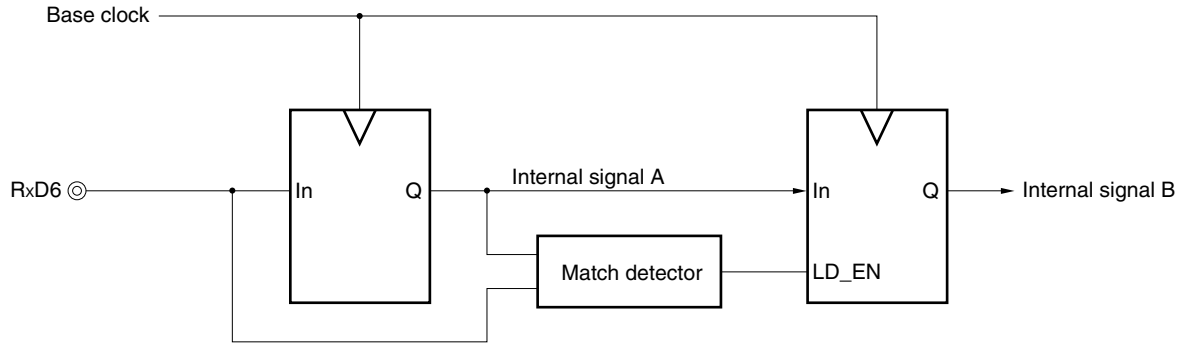 Base clock
RxD6
In
Q
Internal signal A
In
Q
Internal signal B
Match detector
LD_EN